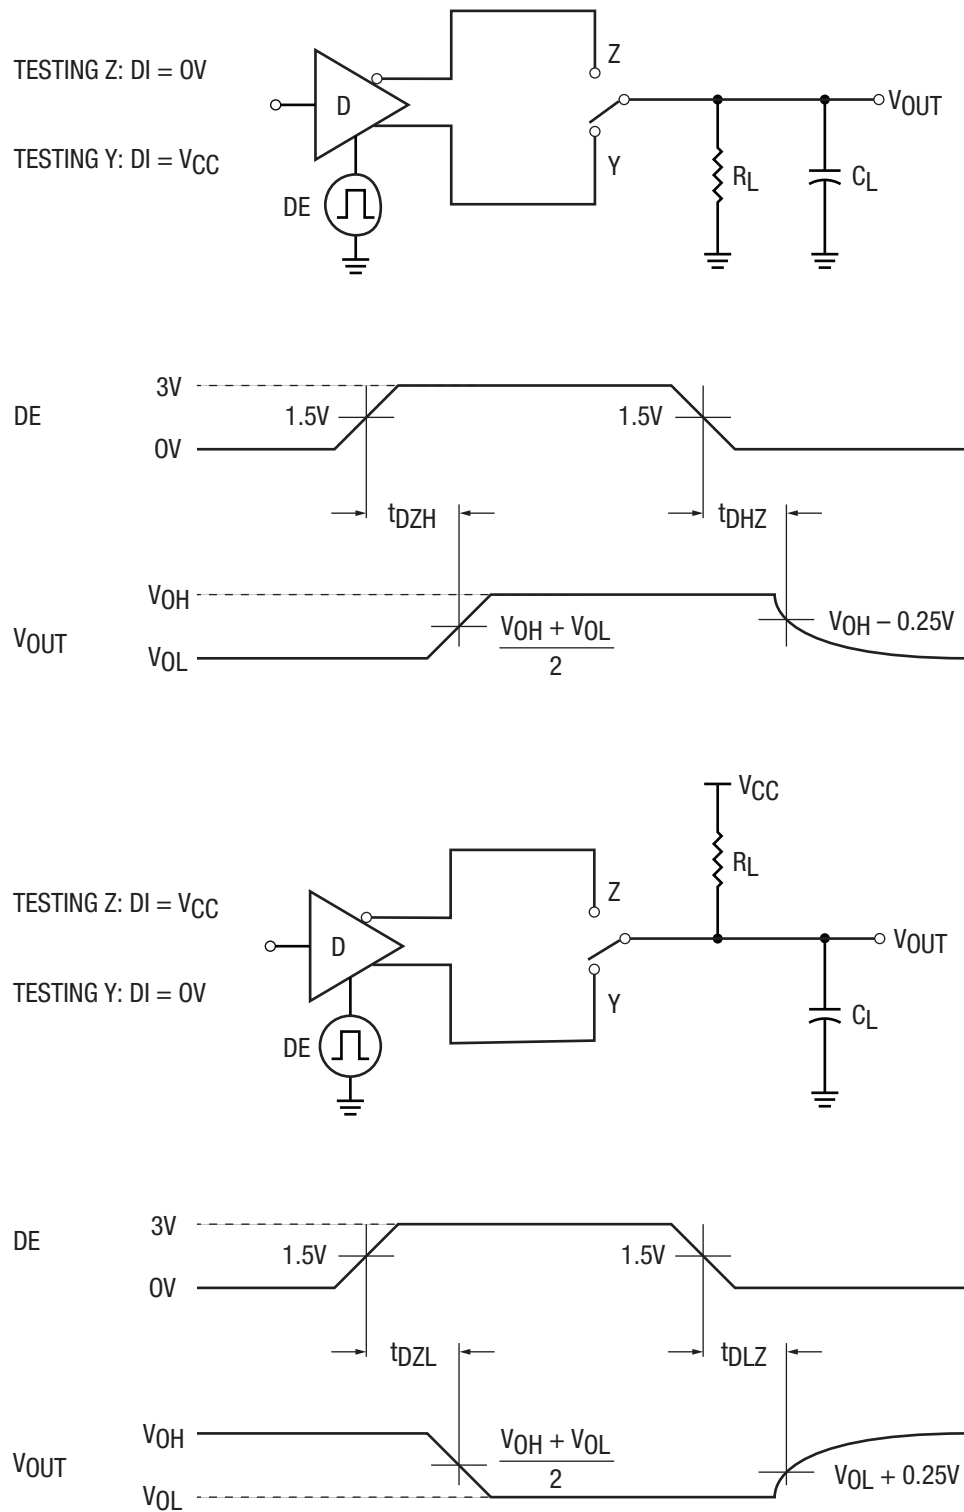 Z
TESTING Z: DI = 0V
D
VOUT
TESTING Y: DI = VCC
Y
RL
CL
DE
3V
DE
1.5V
1.5V
0V
tDZH
tDHZ
VOH
VOUT
VOH + VOL
2
VOH – 0.25V
VOL
VCC
RL
TESTING Z: DI = VCC
Z
D
VOUT
TESTING Y: DI = 0V
Y
CL
DE
3V
DE
1.5V
1.5V
0V
tDZL
tDLZ
VOH
VOUT
VOH + VOL
2
VOL + 0.25V
VOL